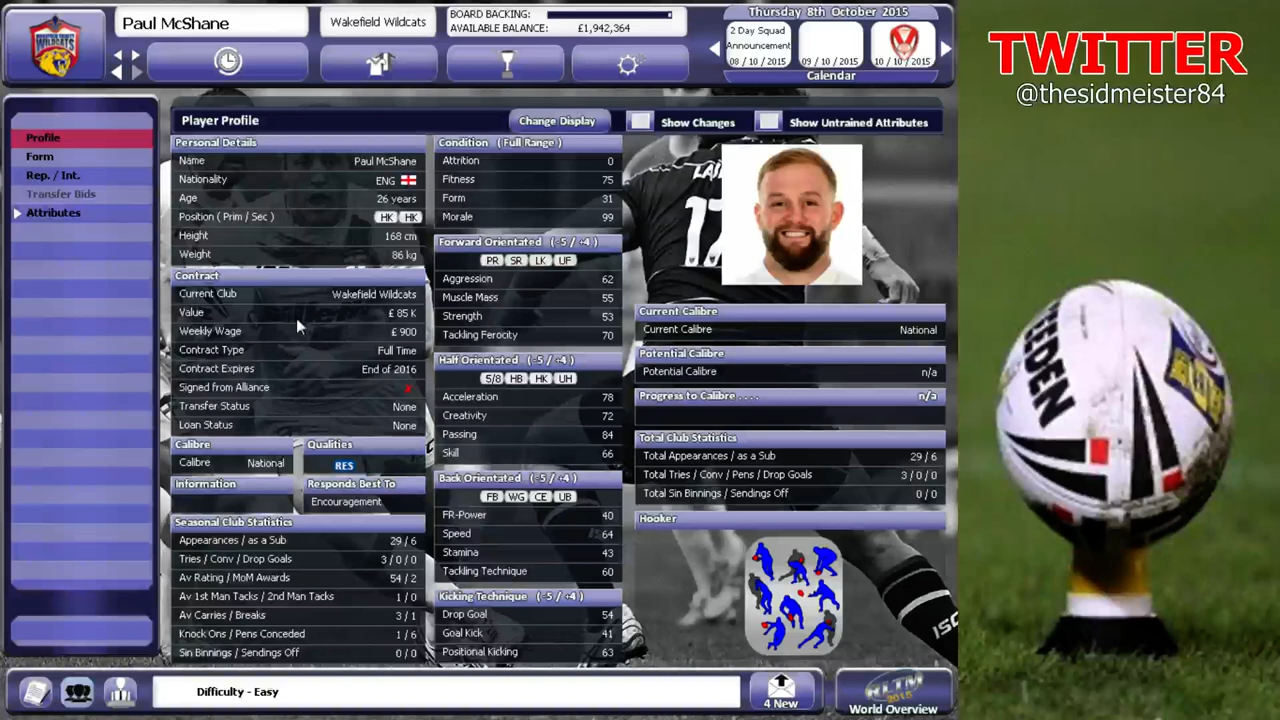 Paul McShane
Wakefield Wildcats
BOARD BACKING:
AVAILABLE BALANCE: £1,942,364
Thursday 8th October 2015
2 Day Squad
Announcement
08 / 10 / 2015
09 / 10 / 2015
10 / 10 / 2015
Calendar
TWITTER
@thesidmeister84
Profile
Form
Rep. / Int.
Transfer Bids
Attributes
Player Profile
Change Display
Show Changes
Show Untrained Attributes
Personal Details
Name Paul McShane
Nationality ENG
Age 26 years
Position ( Prim / Sec ) HK HK
Height 168 cm
Weight 86 kg
Contract
Current Club Wakefield Wildcats
Value £ 85 K
Weekly Wage £ 900
Contract Type Full Time
Contract Expires End of 2016
Signed from Alliance x
Transfer Status None
Loan Status None
Calibre
Calibre National
Qualities
RES
Information
Responds Best To
Encouragement
Seasonal Club Statistics
Appearances / as a Sub 29 / 6
Tries / Conv / Pens / Drop Goals 3 / 0 / 0 / 0
Av Rating / MoM Awards 54 / 2
Av 1st Man Tacks / 2nd Man Tacks 1 / 0
Av Carries / Breaks 3 / 1
Knock Ons / Pens Conceded 1 / 6
Sin Binnings / Sendings Off 0 / 0
Condition ( Full Range )
Attrition 0
Fitness 75
Form 31
Morale 99
Forward Orientated (-5 / +4 )
PR SR LK UF
Aggression 62
Muscle Mass 55
Strength 53
Tackling Ferocity 70
Half Orientated (-5 / +4 )
5/8 HB HK UH
Acceleration 78
Creativity 72
Passing 84
Skill 66
Back Orientated (-5 / +4 )
FB WG CE UB
FR-Power 40
Speed 64
Stamina 43
Tackling Technique 60
Kicking Technique (-5 / +4 )
Drop Goal 54
Goal Kick 41
Positional Kicking 63
Current Calibre
Current Calibre National
Potential Calibre
Potential Calibre n/a
Progress to Calibre . . . . n/a
Total Club Statistics
Total Appearances / as a Sub 29 / 6
Total Tries / Conv / Pens / Drop Goals 3 / 0 / 0 / 0
Total Sin Binnings / Sendings Off 0 / 0
Hooker
Difficulty - Easy
4 New
RLTM
2015
World Overview